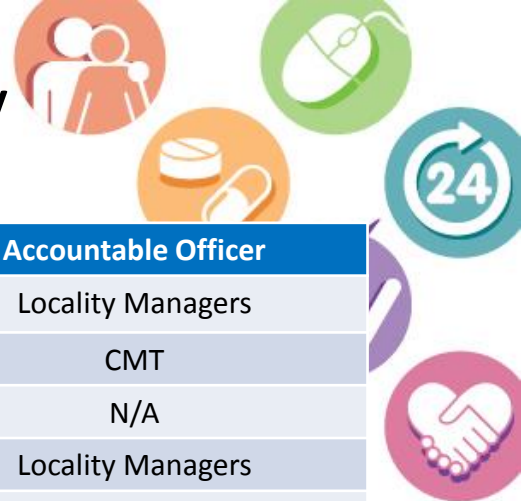 y
24
Accountable Officer
Locality Managers
CMT
N/A
Locality Managers